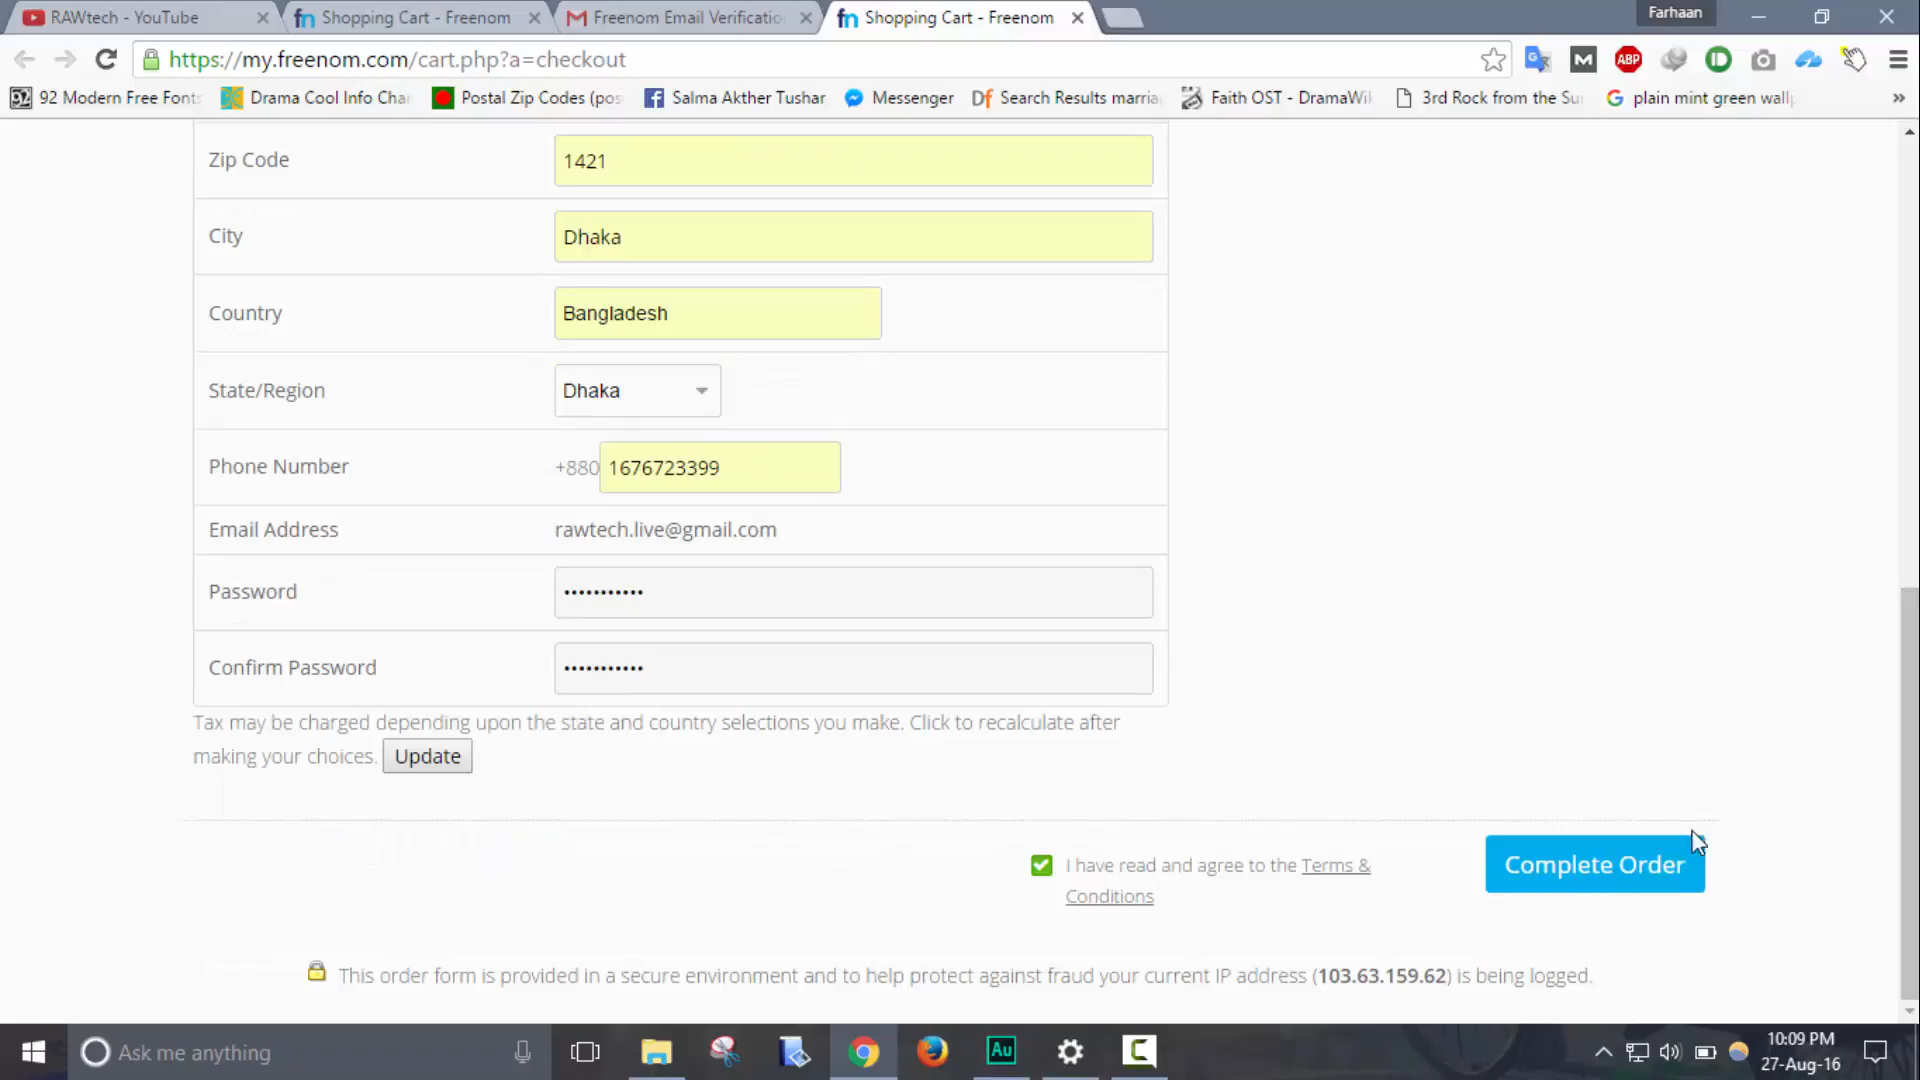 RAWtech - YouTube
Shopping Cart - Freenom
Freenom Email Verificatio
Shopping Cart - Freenom
Farhaan
https://my.freenom.com/cart.php?a=checkout
92 Modern Free Fonts
Drama Cool Info Cha
Postal Zip Codes (pos
Salma Akther Tushar
Messenger
Search Results marria
Faith OST - DramaWik
3rd Rock from the Su
plain mint green wall
Zip Code
1421
City
Dhaka
Country
Bangladesh
State/Region
Dhaka
Phone Number
+880 1676723399
Email Address
rawtech.live@gmail.com
Password
•••••••••••
Confirm Password
•••••••••••
Tax may be charged depending upon the state and country selections you make. Click to recalculate after
making your choices. Update
I have read and agree to the Terms &
Conditions
Complete Order
This order form is provided in a secure environment and to help protect against fraud your current IP address (103.63.159.62) is being logged.
Ask me anything
Au
10:09 PM
27-Aug-16